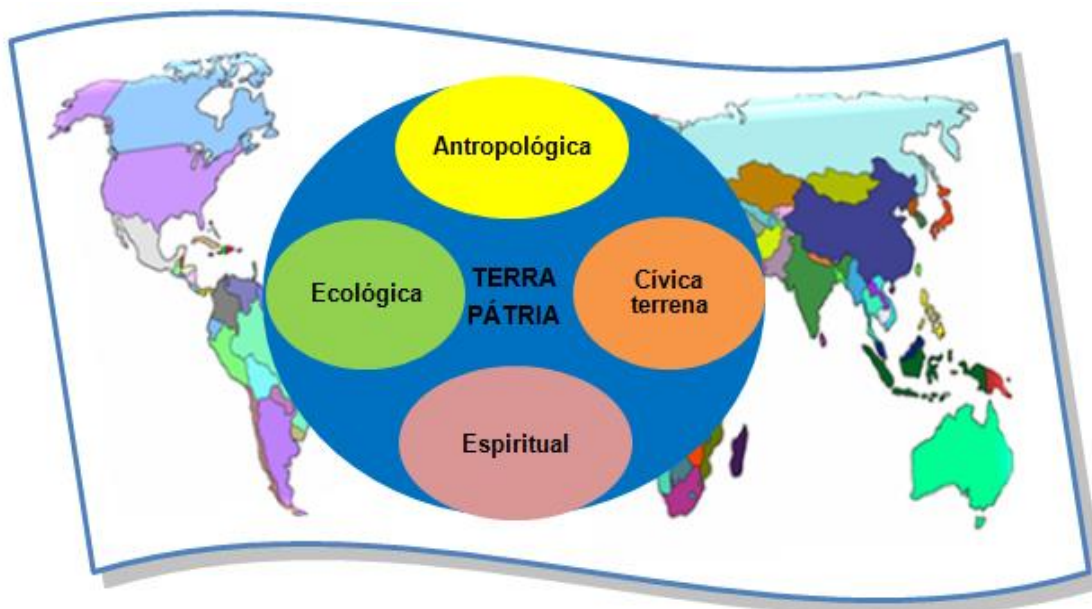 Antropológica
Ecológica
TERRA
PÁTRIA
Cívica
terrena
Espiritual